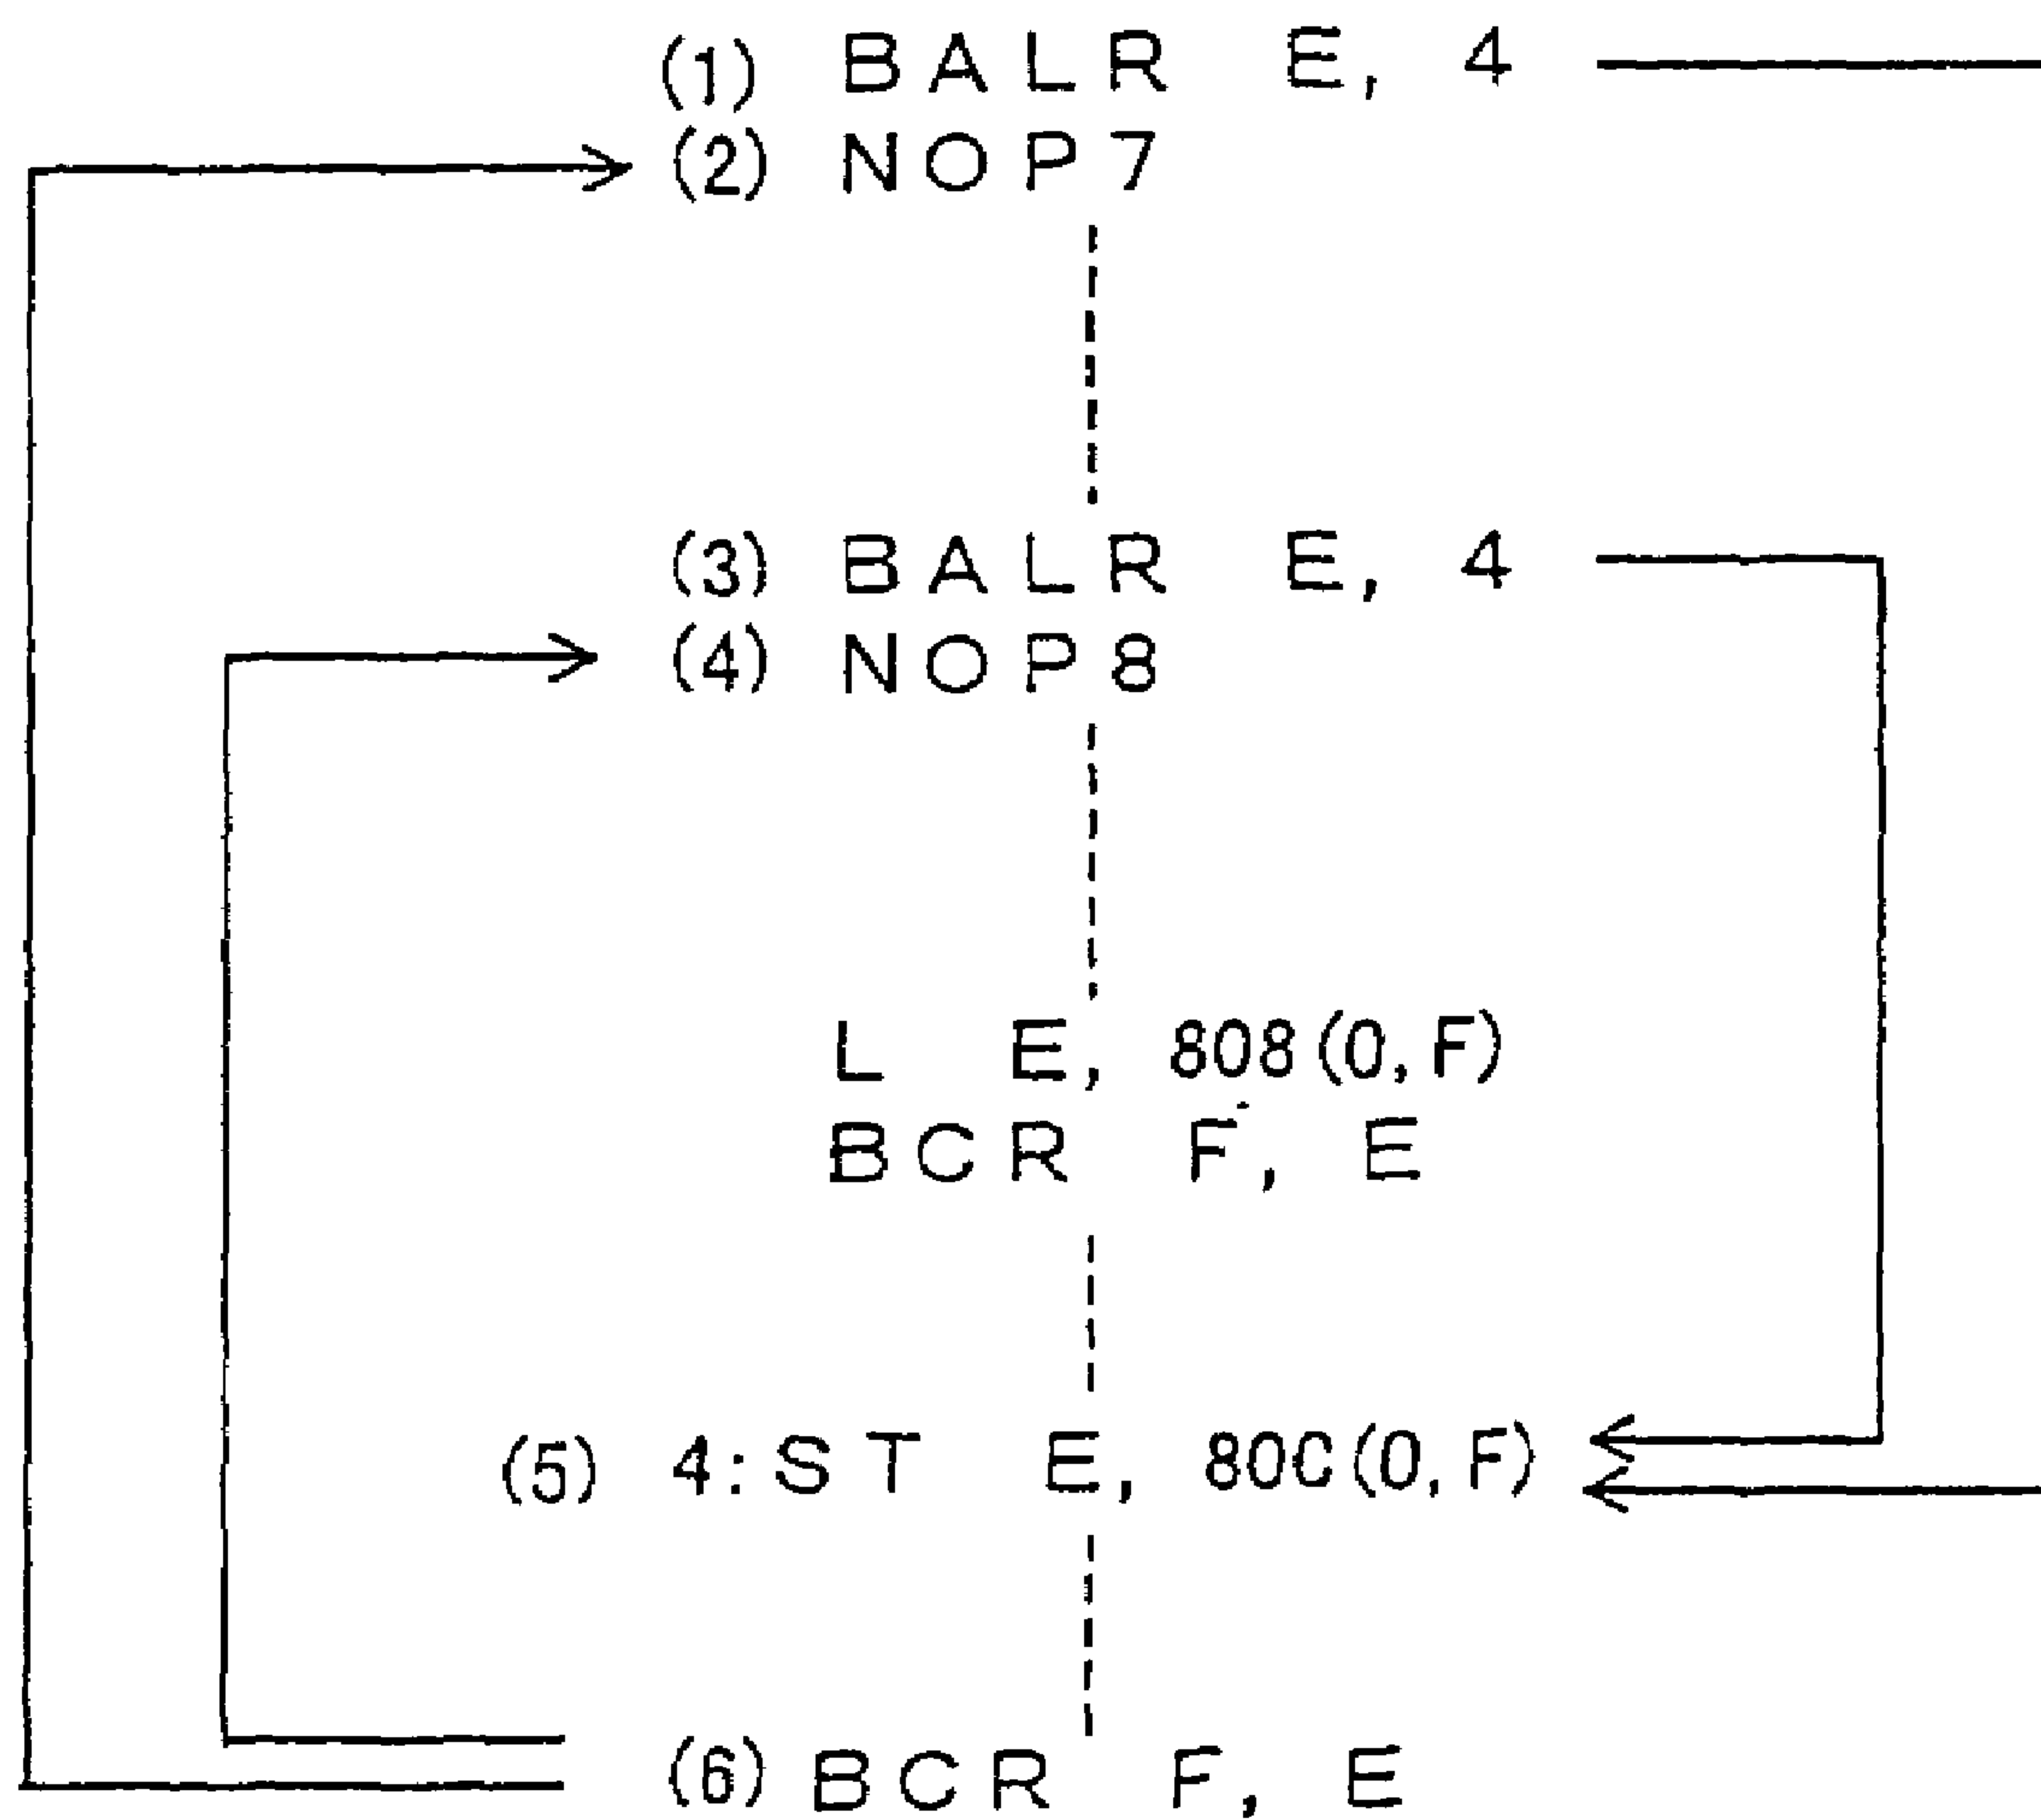 (1) BALR E, 4
(2) NOP7
(3) BALR E, 4
(4) NOP8
L E, 808(0,F)
BCR F, E
(5) 4:ST E, 80C(0,F)
(6) BCR F, E